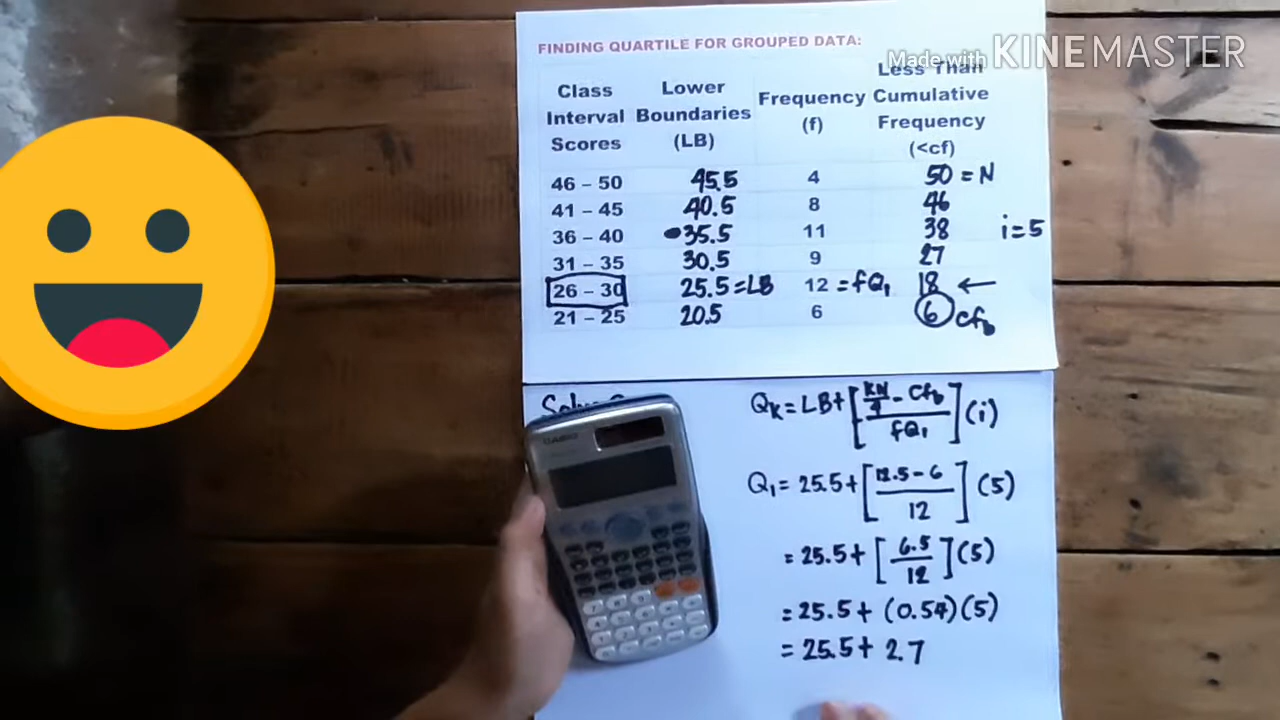 FINDING QUARTILE FOR GROUPED DATA:
Made with KINEMASTER
Class Interval Scores Lower Boundaries (LB) Frequency (f) Less Than Cumulative Frequency (<cf)
46 – 50 45.5 4 50 = N
41 – 45 40.5 8 46
36 – 40 35.5 11 38 i=5
31 – 35 30.5 9 27
26 – 30 25.5=LB 12 =fQ₁ 18 ←
21 – 25 20.5 6 6 cfb
Qk = LB+[(kN/4 - cfb)/fQ₁](i)
Q₁ = 25.5+[(12.5-6)/12](5)
= 25.5+[6.5/12](5)
= 25.5+(0.54)(5)
= 25.5+ 2.7
CASIO